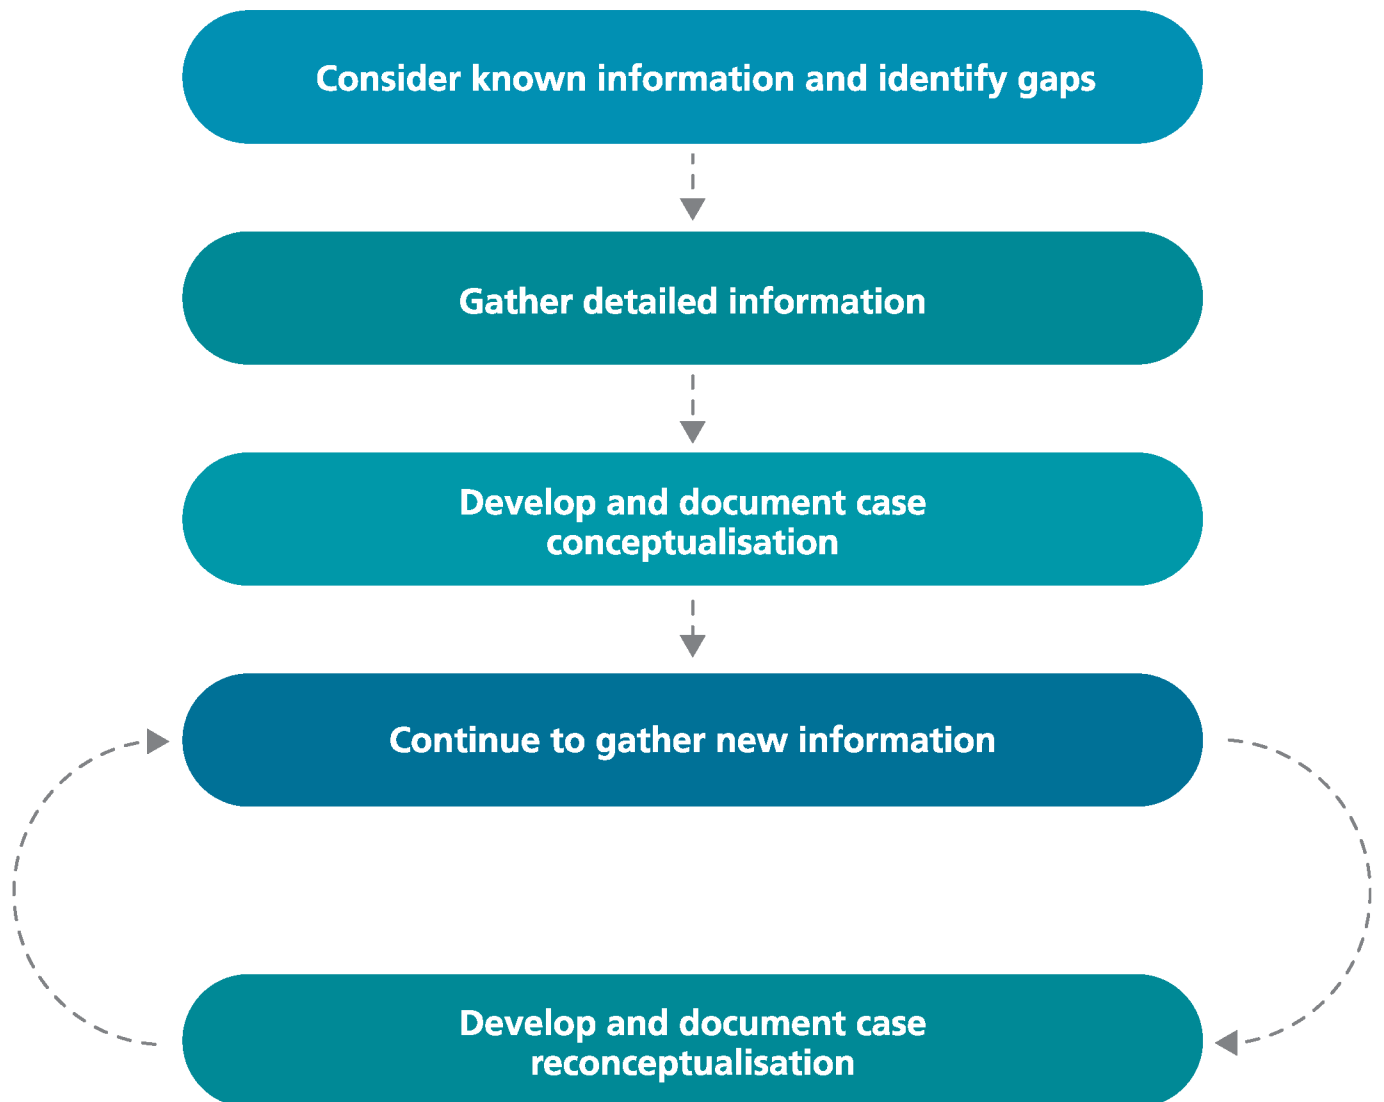 Consider known information and identify gaps
Gather detailed information
Develop and document case
conceptualisation
Continue to gather new information
Develop and document case
reconceptualisation